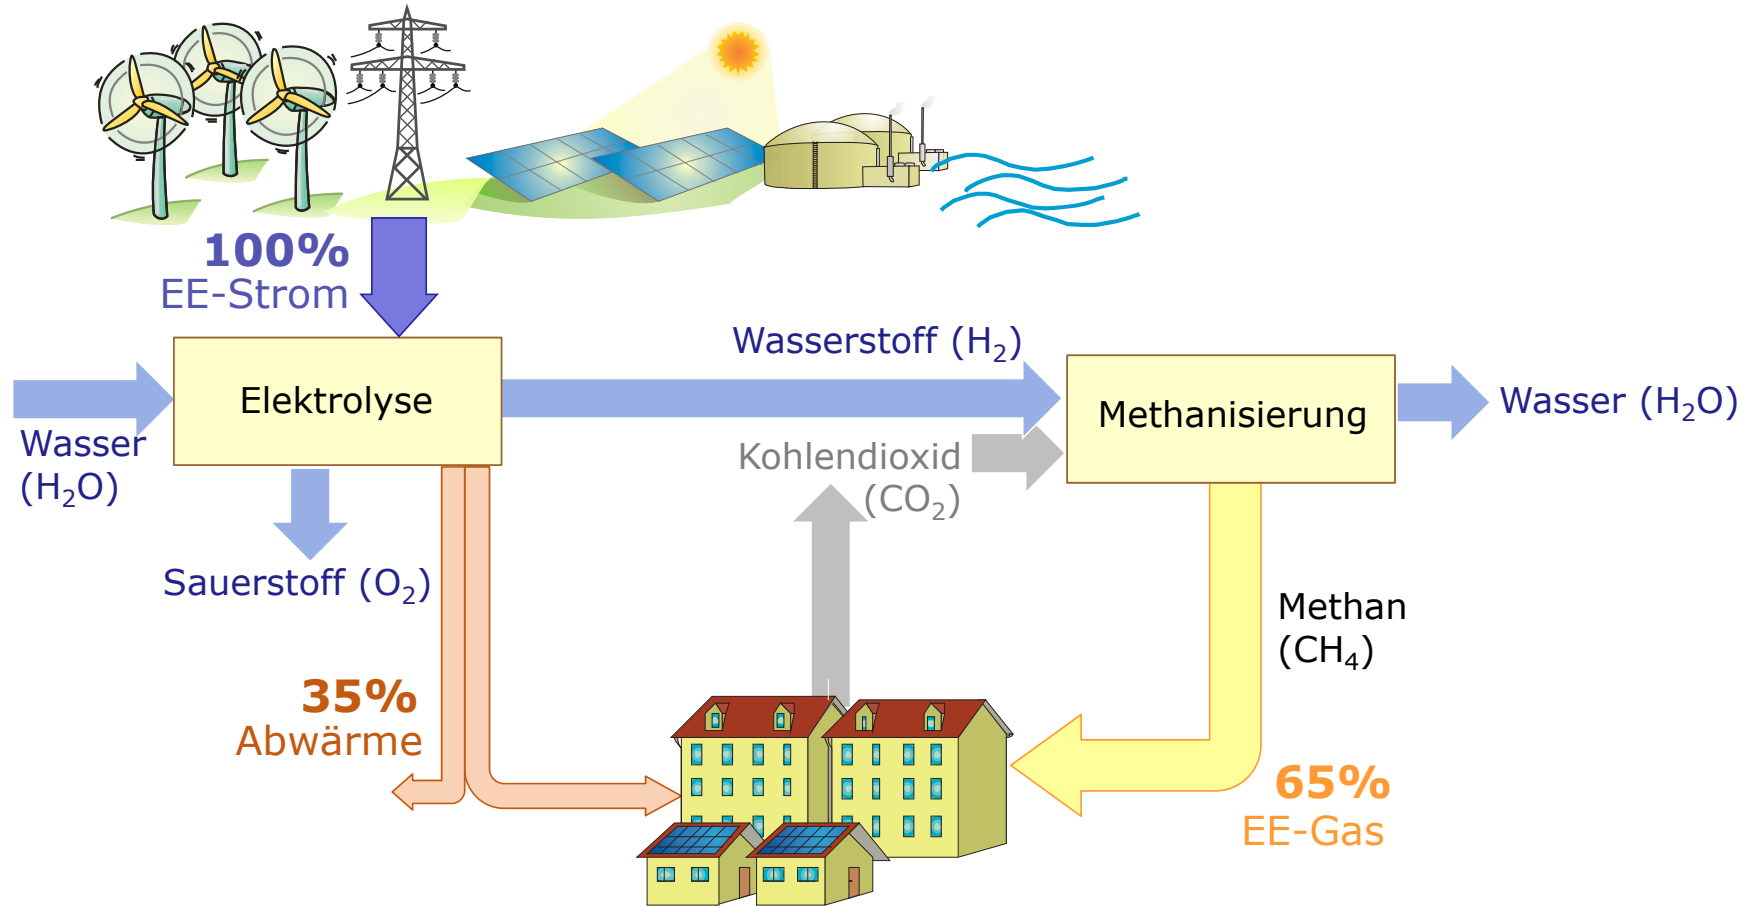 100%
EE-Strom
Wasserstoff (H₂)
Elektrolyse
Methanisierung
Wasser (H₂O)
Wasser
(H₂O)
Kohlendioxid
(CO₂)
Sauerstoff (O₂)
Methan
(CH₄)
35%
Abwärme
65%
EE-Gas